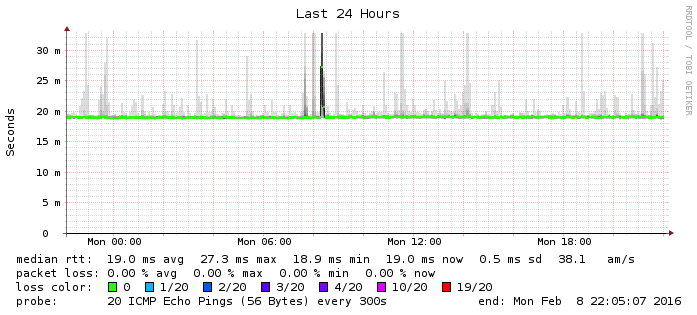 Last 24 Hours
RRDTOOL / TOBI OETIKER
Seconds
30 m
25 m
20 m
15 m
10 m
5 m
0
Mon 00:00 Mon 06:00 Mon 12:00 Mon 18:00
median rtt: 19.0 ms avg 27.3 ms max 18.9 ms min 19.0 ms now 0.5 ms sd 38.1 am/s
packet loss: 0.00 % avg 0.00 % max 0.00 % min 0.00 % now
loss color: 0 1/20 2/20 3/20 4/20 10/20 19/20
probe: 20 ICMP Echo Pings (56 Bytes) every 300s end: Mon Feb 8 22:05:07 2016